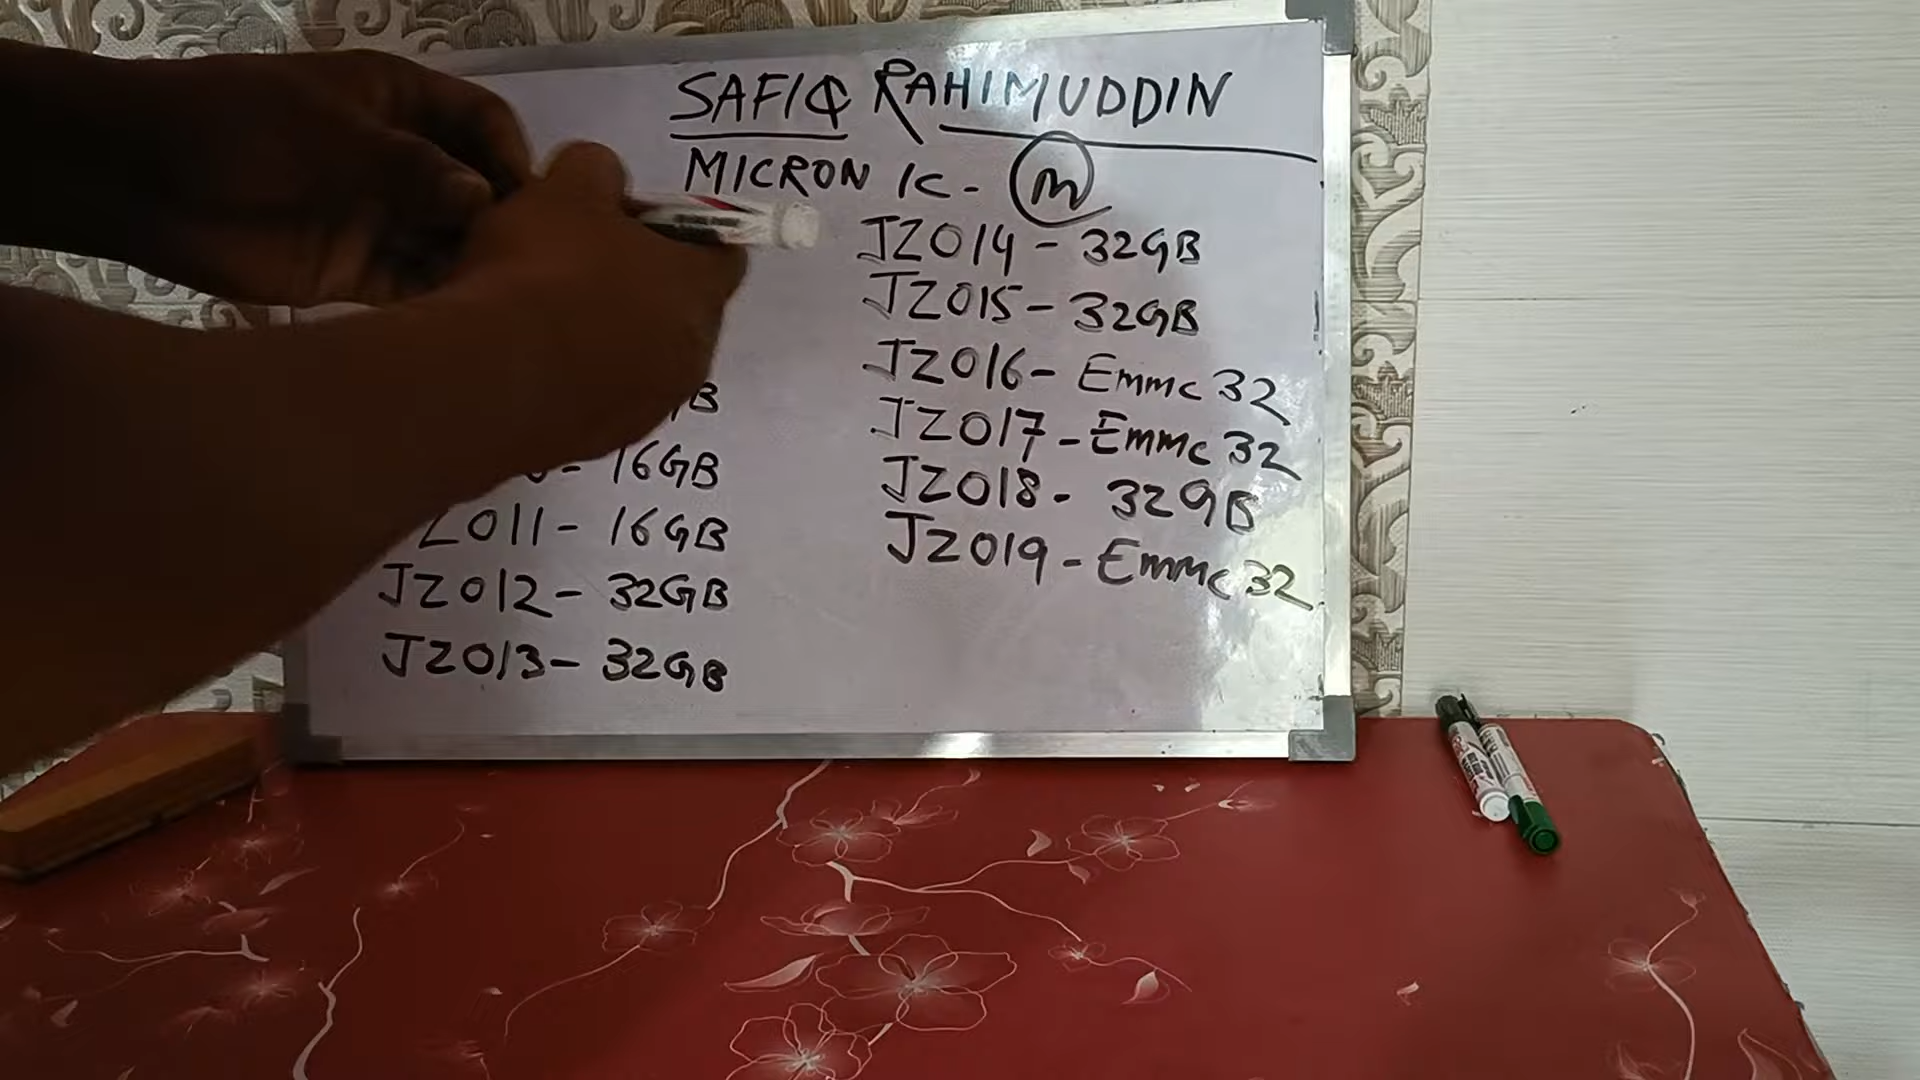 SAFIQ RAHIMUDDIN
MICRON IC - M
B
- 16GB
Z011 - 16GB
JZ012 - 32GB
JZ013 - 32GB
JZ014 - 32GB
JZ015 - 32GB
JZ016 - Emmc 32
JZ017 - Emmc 32
JZ018 - 32GB
JZ019 - Emmc 32